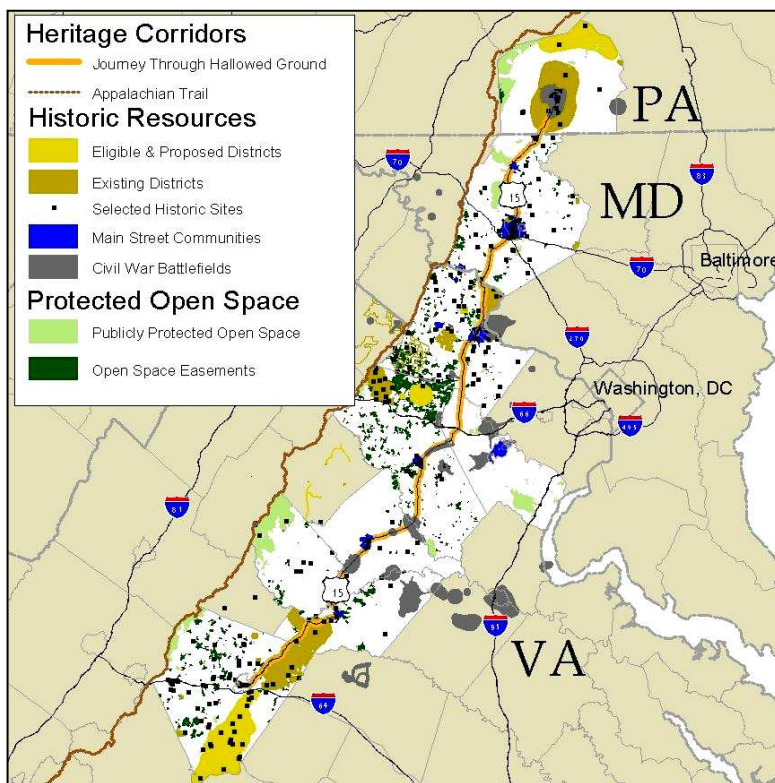 Heritage Corridors
Journey Through Hallowed Ground
Appalachian Trail
Historic Resources
Eligible & Proposed Districts
Existing Districts
Selected Historic Sites
Main Street Communities
Civil War Battlefields
Protected Open Space
Publicly Protected Open Space
Open Space Easements
PA
70
83
MD
15
70
Baltimore
270
Washington, DC
66
495
81
15
95
VA
64